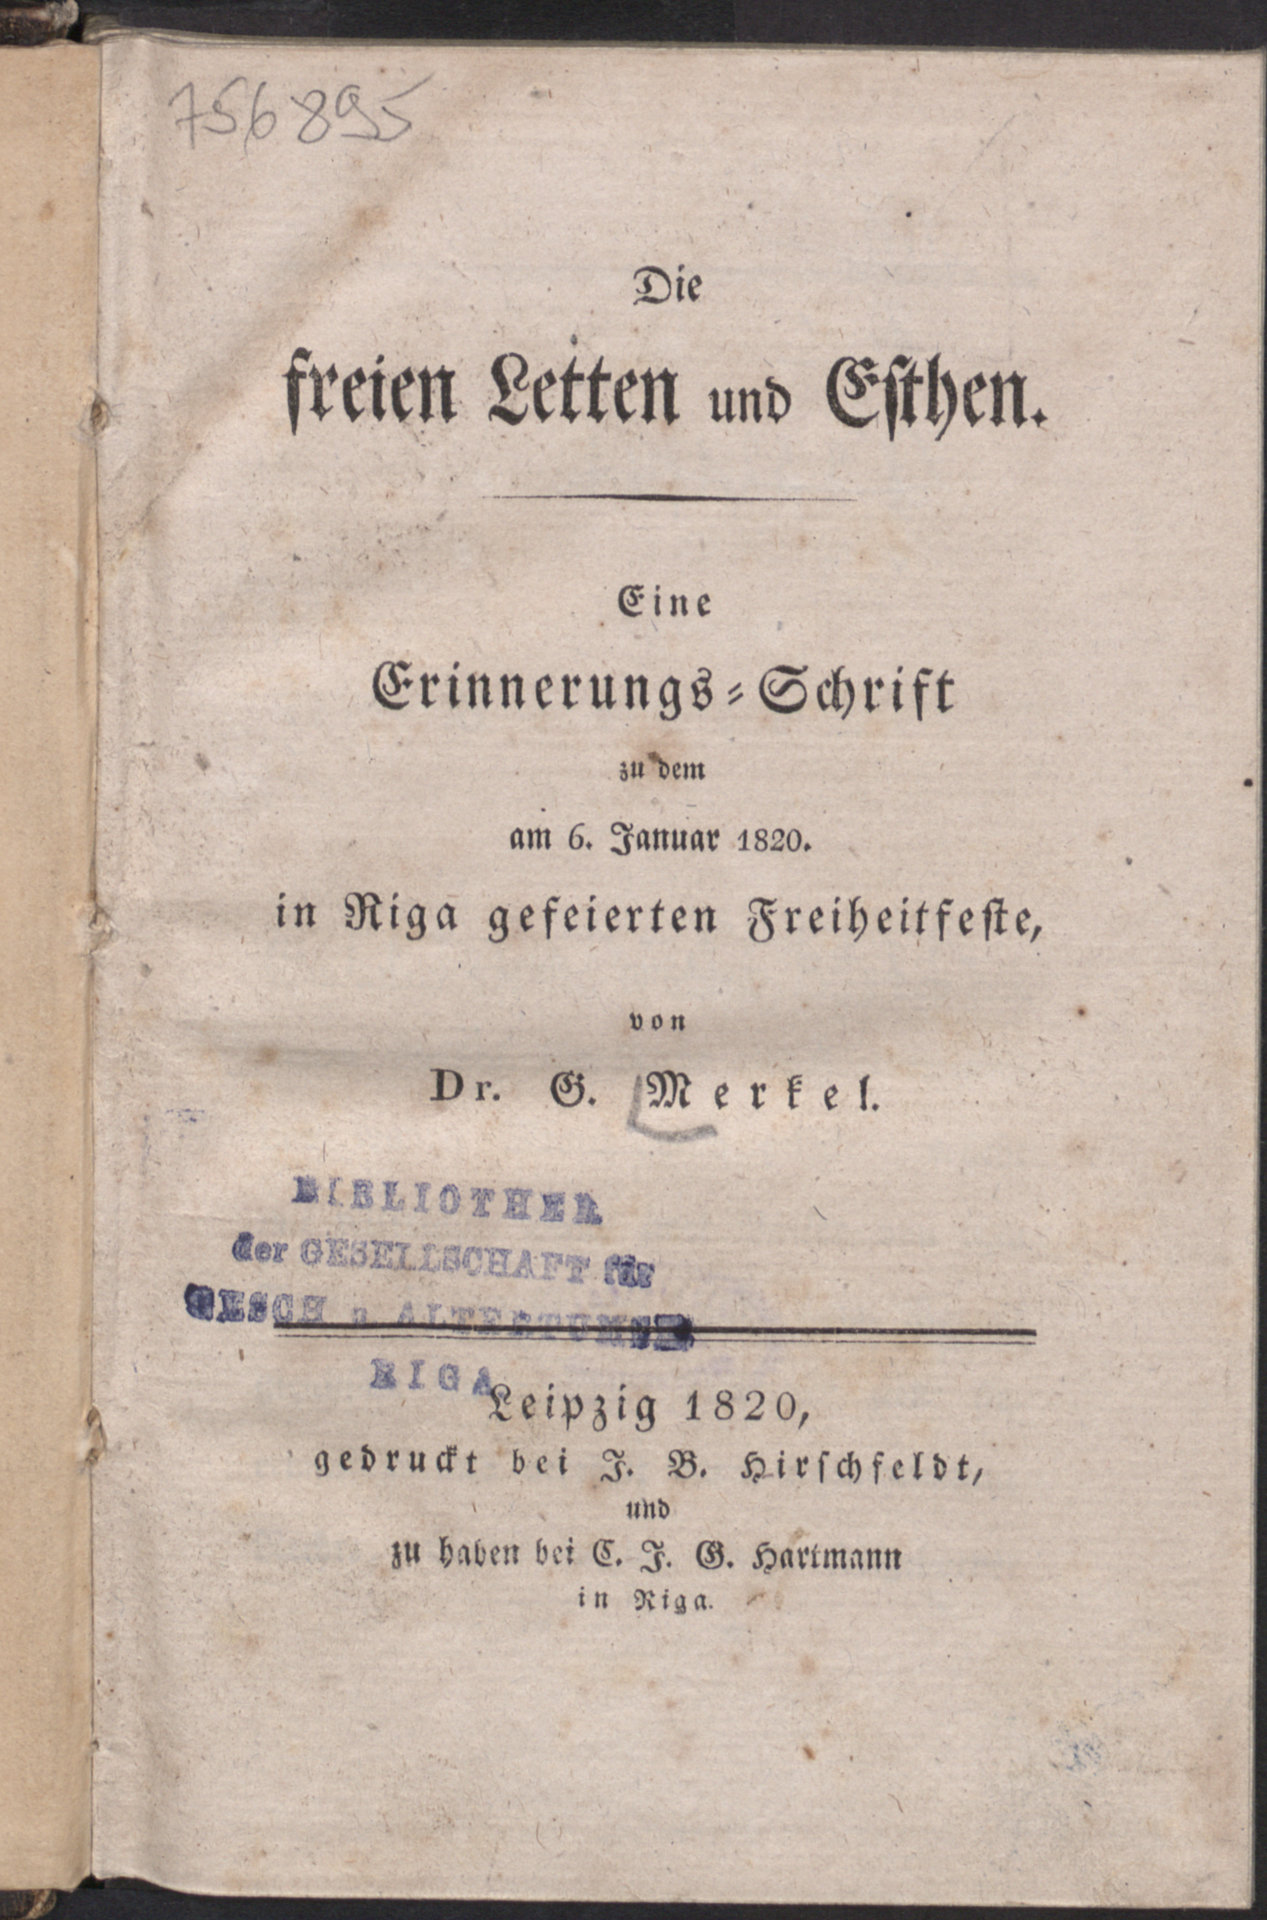 756895
Die
freien Letten und Esthen.
Eine
Erinnerungs-Schrift
zu dem
am 6. Januar 1820.
in Riga gefeierten Freiheitfeste,
von
Dr. G. Merkel.
BIBLIOTHEK
der GESELLSCHAFT für
GESCH u ALTERTUMSK
RIGA
Leipzig 1820,
gedruckt bei J. B. Hirschfeldt,
und
zu haben bei C. J. G. Hartmann
in Riga.